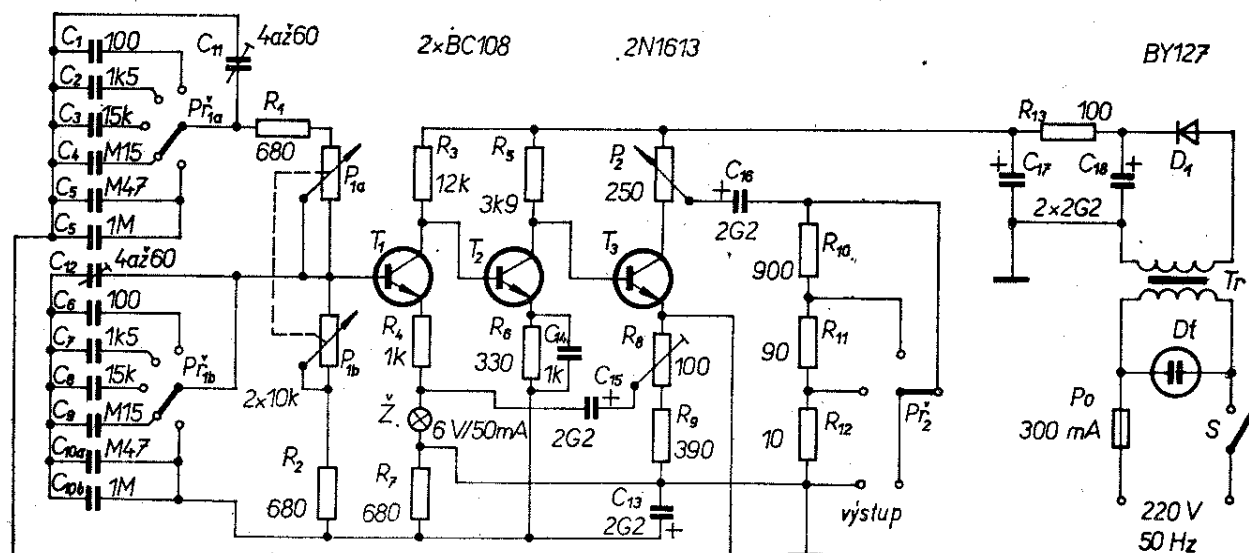 2xBC108
2N1613
BY127
C1 100
C2 1k5
C3 15k
C4 M15
C5 M47
C5 1M
C11 4až60
Př1a
R1
680
P1a
R3
12k
R5
3k9
P2
250
C16
2G2
R13 100
C17
C18
2×2G2
D1
C12 4až60
C6 100
C7 1k5
C8 15k
C9 M15
C10a M47
C10b 1M
Př1b
P1b
2×10k
R2
680
T1
T2
T3
R4
1k
Ž. 6V/50mA
R7
680
R6
330
C14
1k
C15
2G2
R8
100
R9
390
C13
2G2
R10
900
R11
90
R12
10
Př2
výstup
Tr
Dt
Po
300 mA
S
220 V
50 Hz